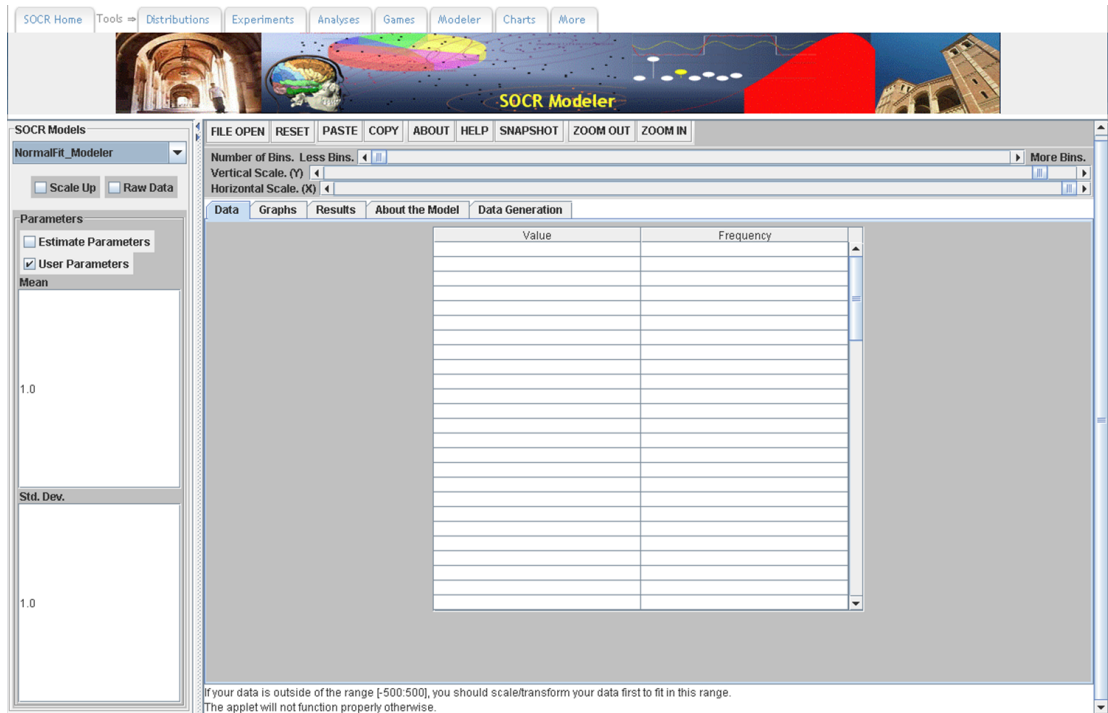 SOCR Home Tools ⇒ Distributions Experiments Analyses Games Modeler Charts More
SOCR Modeler
SOCR Models
NormalFit_Modeler
Scale Up Raw Data
Parameters
Estimate Parameters
User Parameters
Mean
1.0
Std. Dev.
1.0
FILE OPEN RESET PASTE COPY ABOUT HELP SNAPSHOT ZOOM OUT ZOOM IN
Number of Bins. Less Bins. More Bins.
Vertical Scale. (Y)
Horizontal Scale. (X)
Data Graphs Results About the Model Data Generation
Value Frequency
If your data is outside of the range [-500:500], you should scale/transform your data first to fit in this range.
The applet will not function properly otherwise.